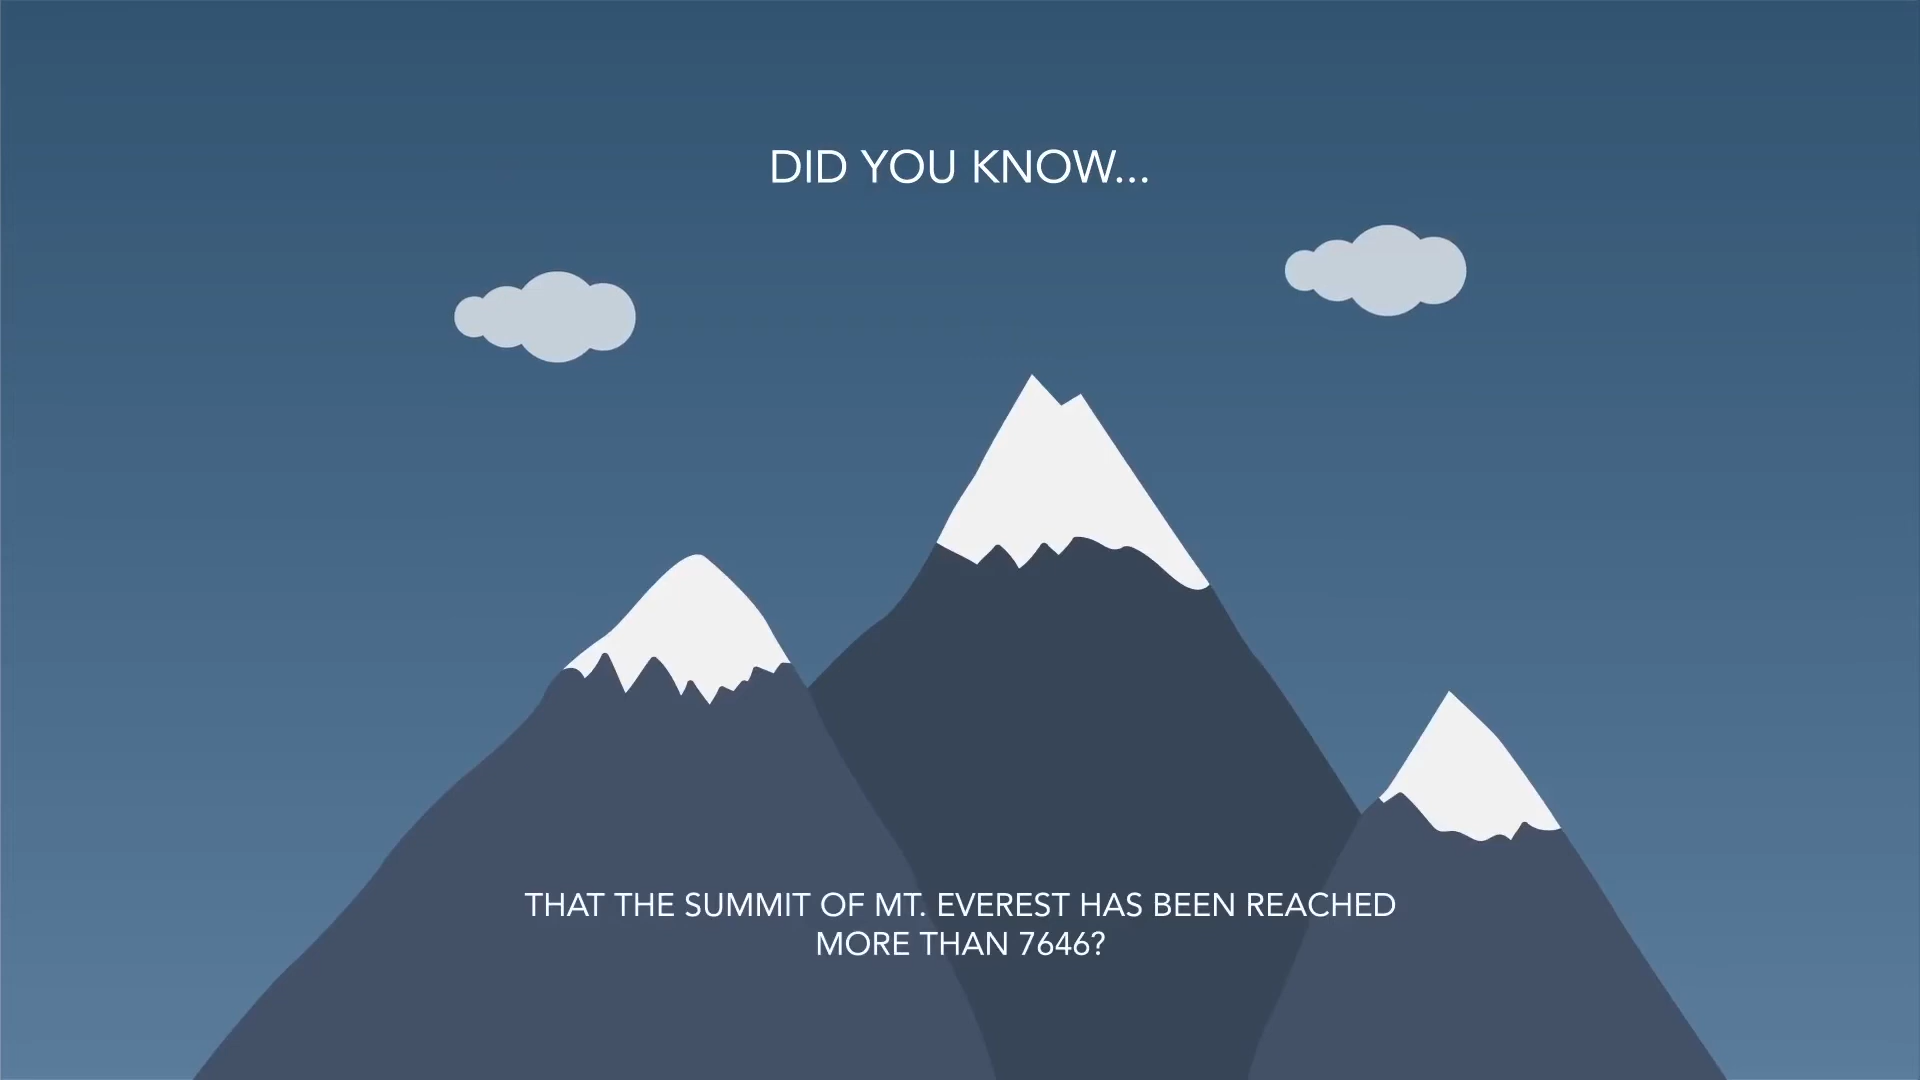 DID YOU KNOW...
THAT THE SUMMIT OF MT. EVEREST HAS BEEN REACHED
MORE THAN 7646?